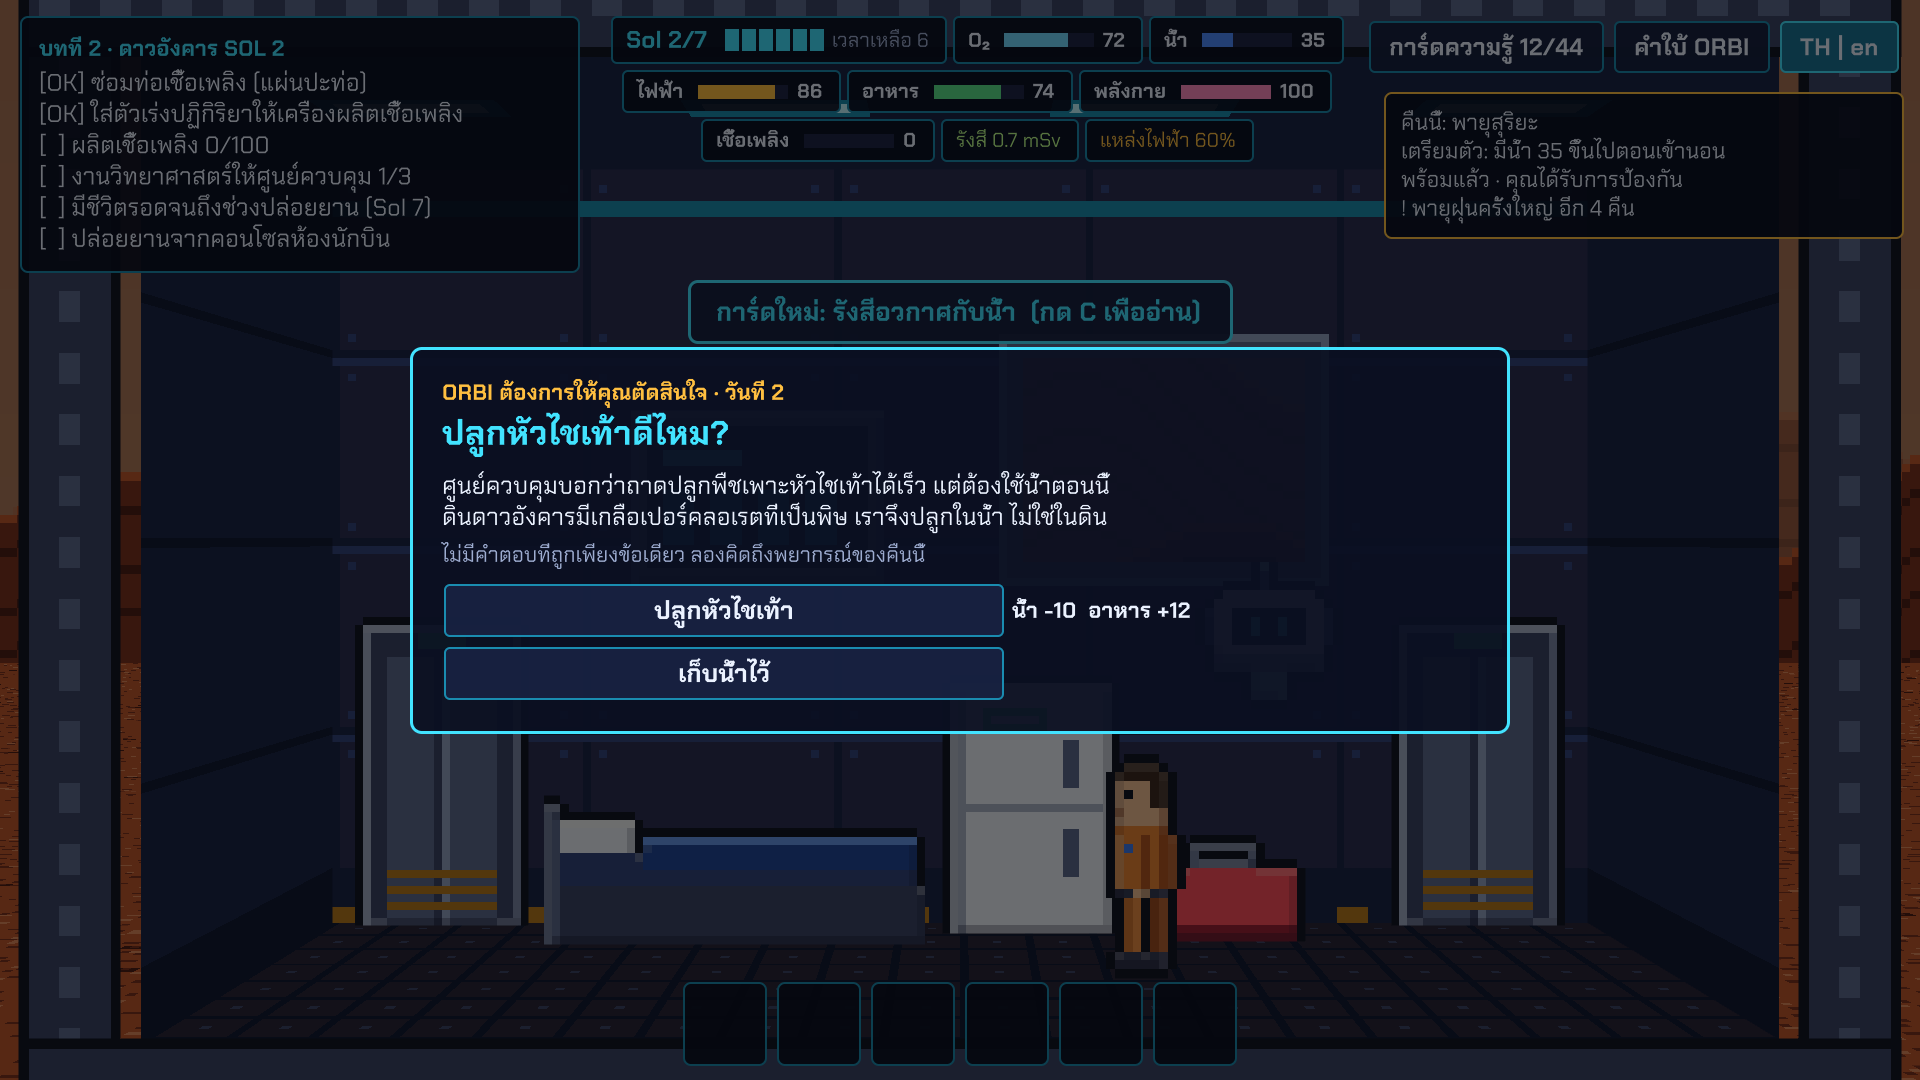 บทที่ 2 · ดาวอังคาร SOL 2
[OK] ซ่อมท่อเชื้อเพลิง (แผ่นปะท่อ)
[OK] ใส่ตัวเร่งปฏิกิริยาให้เครื่องผลิตเชื้อเพลิง
[ ] ผลิตเชื้อเพลิง 0/100
[ ] งานวิทยาศาสตร์ให้ศูนย์ควบคุม 1/3
[ ] มีชีวิตรอดจนถึงช่วงปล่อยยาน (Sol 7)
[ ] ปล่อยยานจากคอนโซลห้องนักบิน
Sol 2/7 เวลาเหลือ 6 O₂ 72 น้ำ 35
ไฟฟ้า 86 อาหาร 74 พลังกาย 100
เชื้อเพลิง 0 รังสี 0.7 mSv แหล่งไฟฟ้า 60%
การ์ดความรู้ 12/44 คำใบ้ ORBI TH | en
คืนนี้: พายุสุริยะ
เตรียมตัว: มีน้ำ 35 ขึ้นไปตอนเข้านอน
พร้อมแล้ว · คุณได้รับการป้องกัน
! พายุฝุ่นครั้งใหญ่ อีก 4 คืน
การ์ดใหม่: รังสีอวกาศกับน้ำ (กด C เพื่ออ่าน)
ORBI ต้องการให้คุณตัดสินใจ · วันที่ 2
ปลูกหัวไชเท้าดีไหม?
ศูนย์ควบคุมบอกว่าถาดปลูกพืชเพาะหัวไชเท้าได้เร็ว แต่ต้องใช้น้ำตอนนี้
ดินดาวอังคารมีเกลือเปอร์คลอเรตที่เป็นพิษ เราจึงปลูกในน้ำ ไม่ใช่ในดิน
ไม่มีคำตอบที่ถูกเพียงข้อเดียว ลองคิดถึงพยากรณ์ของคืนนี้
ปลูกหัวไชเท้า น้ำ -10 อาหาร +12
เก็บน้ำไว้